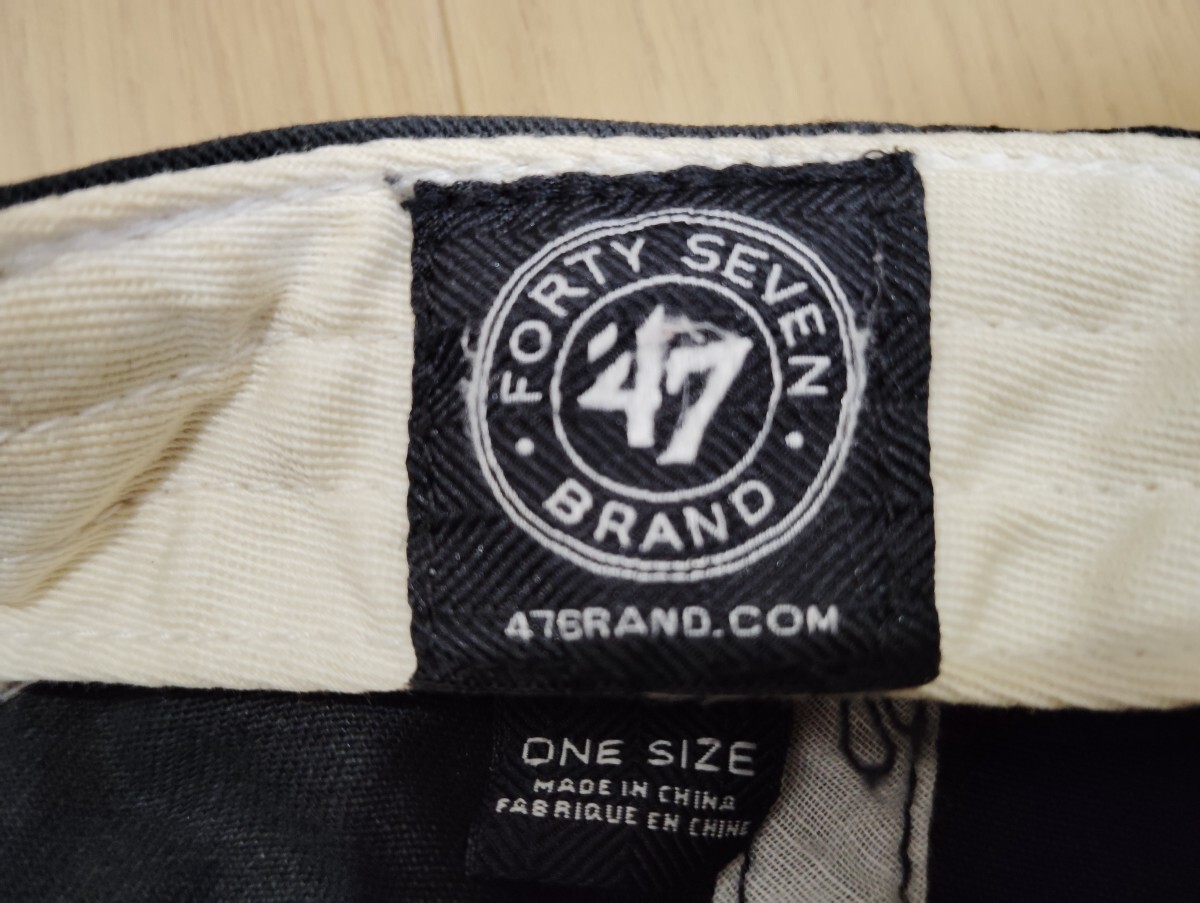 FORTY SEVEN
'47
BRAND
47BRAND.COM
ONE SIZE
MADE IN CHINA
FABRIQUE EN CHINE